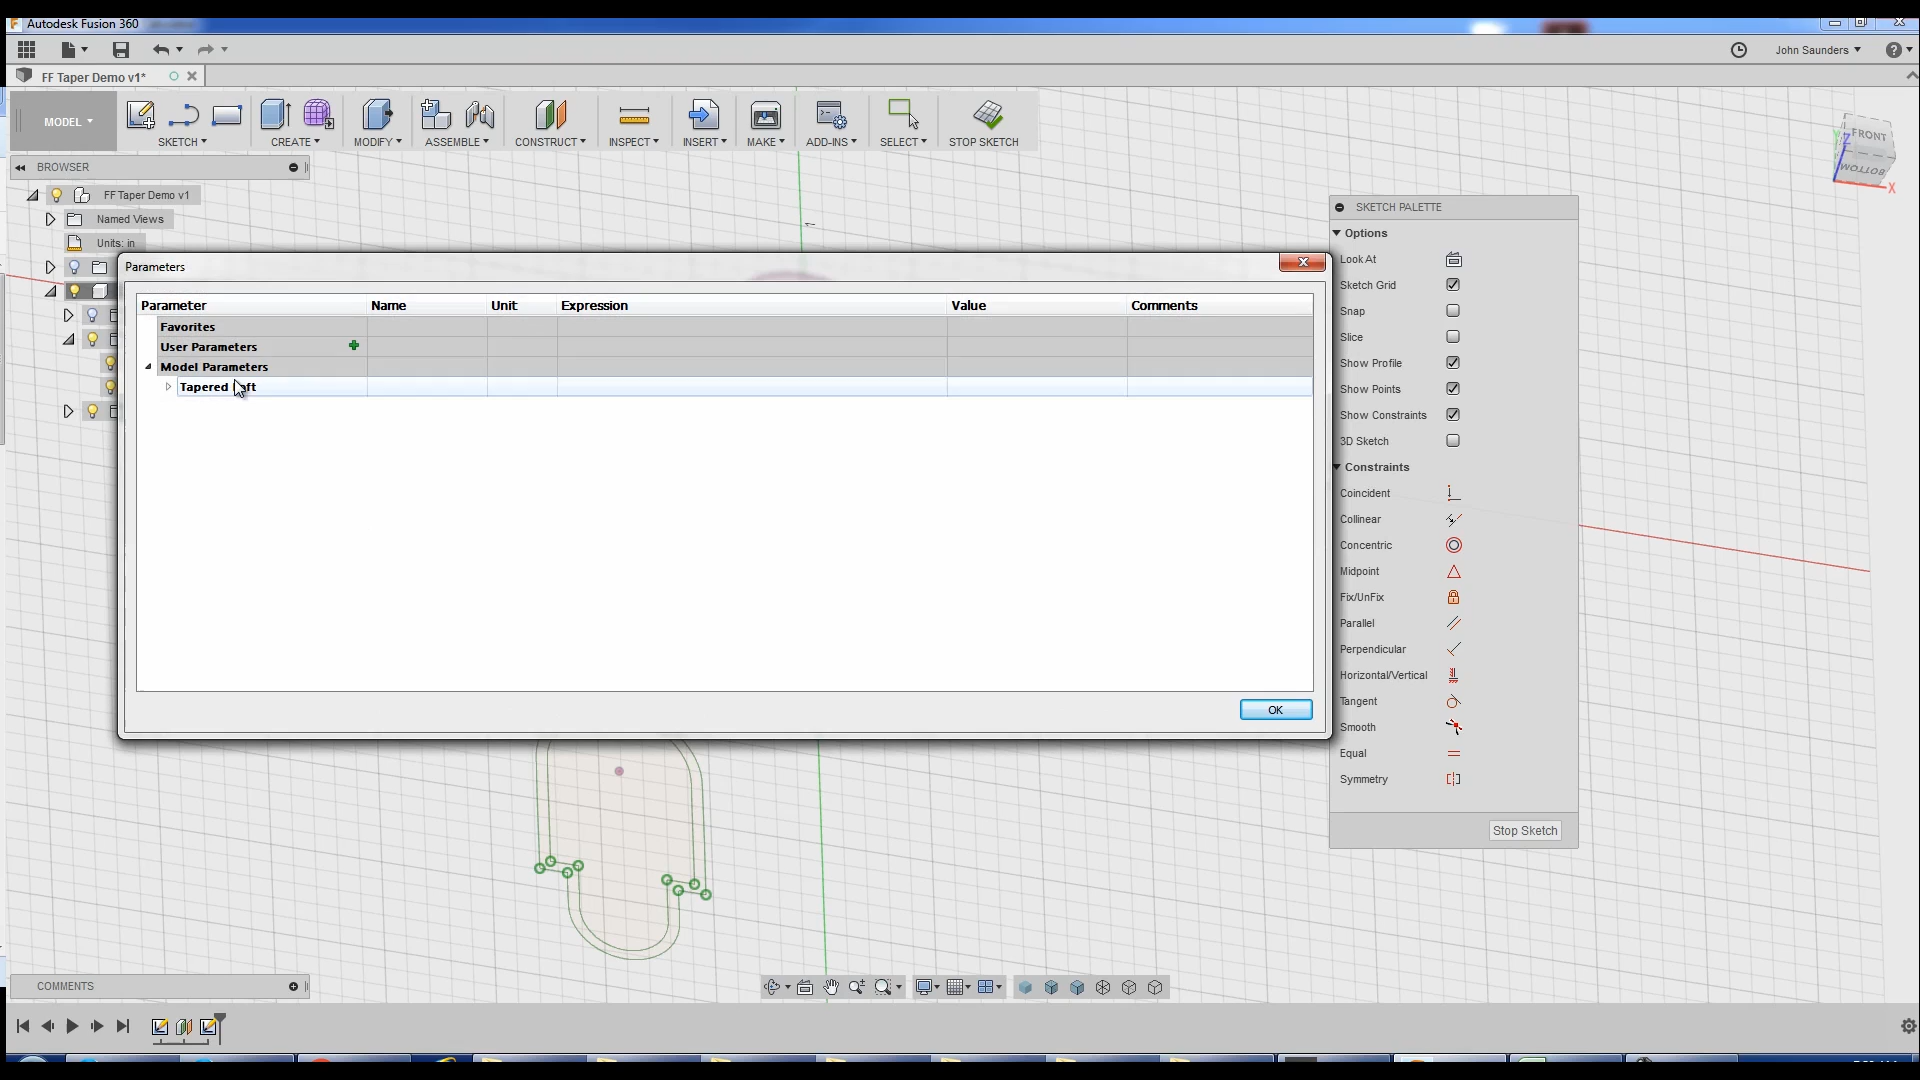 Autodesk Fusion 360
John Saunders
FF Taper Demo v1*
MODEL
SKETCH
CREATE
MODIFY
ASSEMBLE
CONSTRUCT
INSPECT
INSERT
MAKE
ADD-INS
SELECT
STOP SKETCH
FRONT
BOTTOM
Z
X
BROWSER
FF Taper Demo v1
Named Views
Units: in
Parameters
Parameter Name Unit Expression Value Comments
Favorites
User Parameters
Model Parameters
Tapered
OK
SKETCH PALETTE
Options
Look At
Sketch Grid
Snap
Slice
Show Profile
Show Points
Show Constraints
3D Sketch
Constraints
Coincident
Collinear
Concentric
Midpoint
Fix/UnFix
Parallel
Perpendicular
Horizontal/Vertical
Tangent
Smooth
Equal
Symmetry
Stop Sketch
COMMENTS